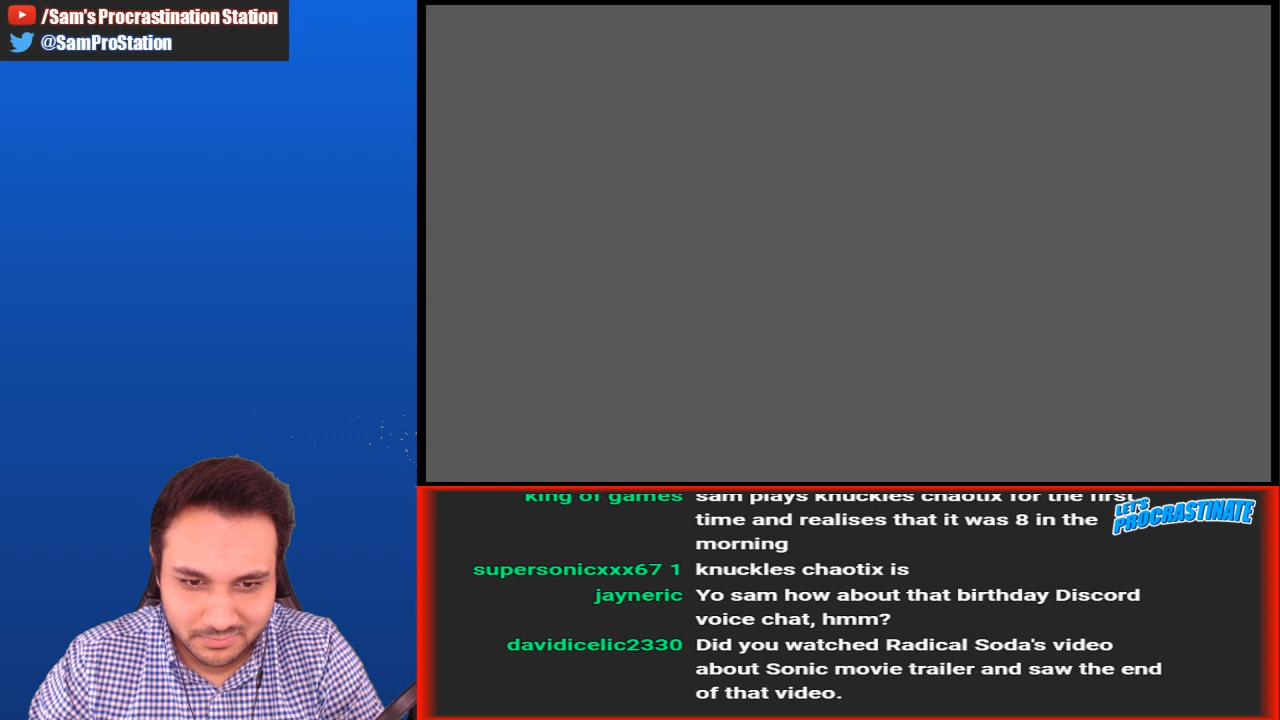 /Sam's Procrastination Station
@SamProStation
king of games sam plays knuckles chaotix for the first
time and realises that it was 8 in the
morning
LET'S
PROCRASTINATE
supersonicxxx67 1 knuckles chaotix is
jayneric Yo sam how about that birthday Discord
voice chat, hmm?
davidicelic2330 Did you watched Radical Soda's video
about Sonic movie trailer and saw the end
of that video.